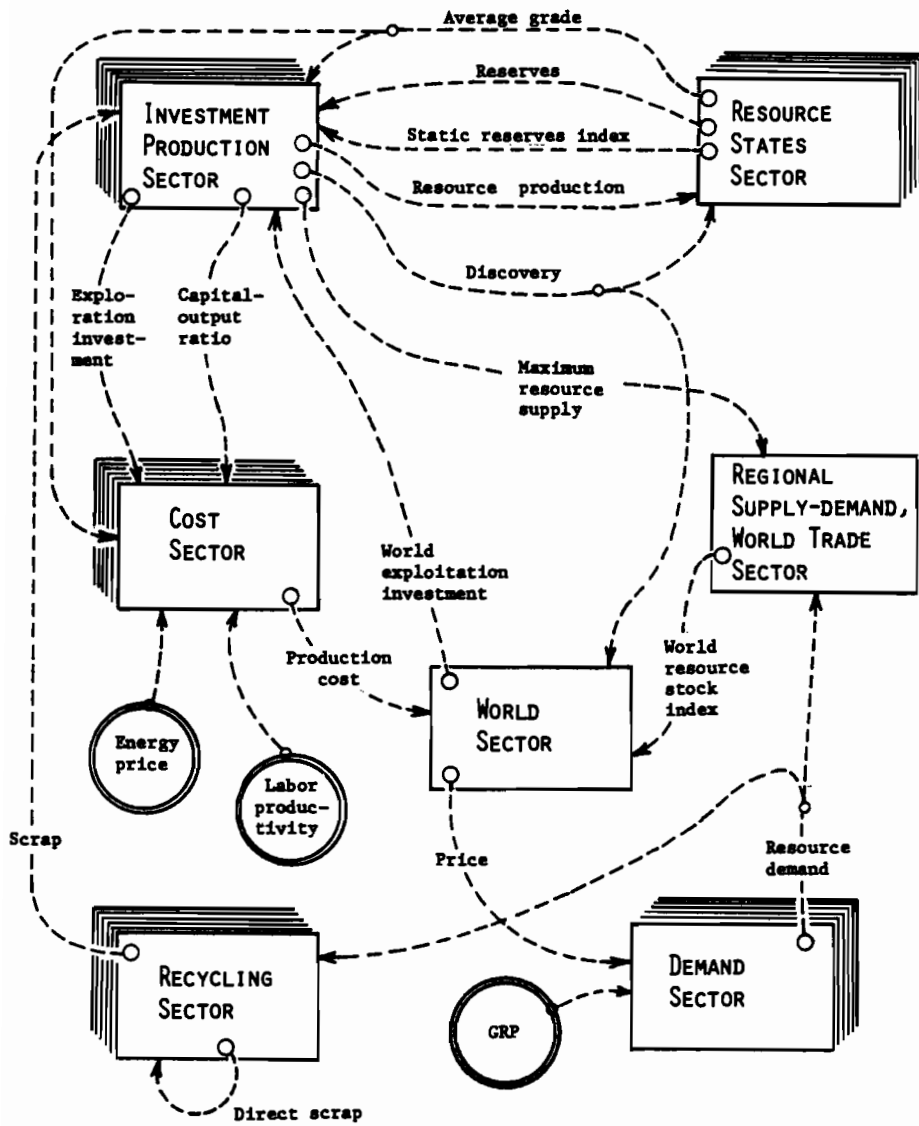 Average grade
Reserves
Static reserves index
Resource production
Discovery
INVESTMENT
PRODUCTION
SECTOR
RESOURCE
STATES
SECTOR
Explo-
ration
invest-
ment
Capital-
output
ratio
Maximum
resource
supply
COST
SECTOR
World
exploitation
investment
REGIONAL
SUPPLY-DEMAND,
WORLD TRADE
SECTOR
Production
cost
World
resource
stock
index
WORLD
SECTOR
Energy
price
Labor
produc-
tivity
Scrap
Price
Resource
demand
RECYCLING
SECTOR
DEMAND
SECTOR
GRP
Direct scrap